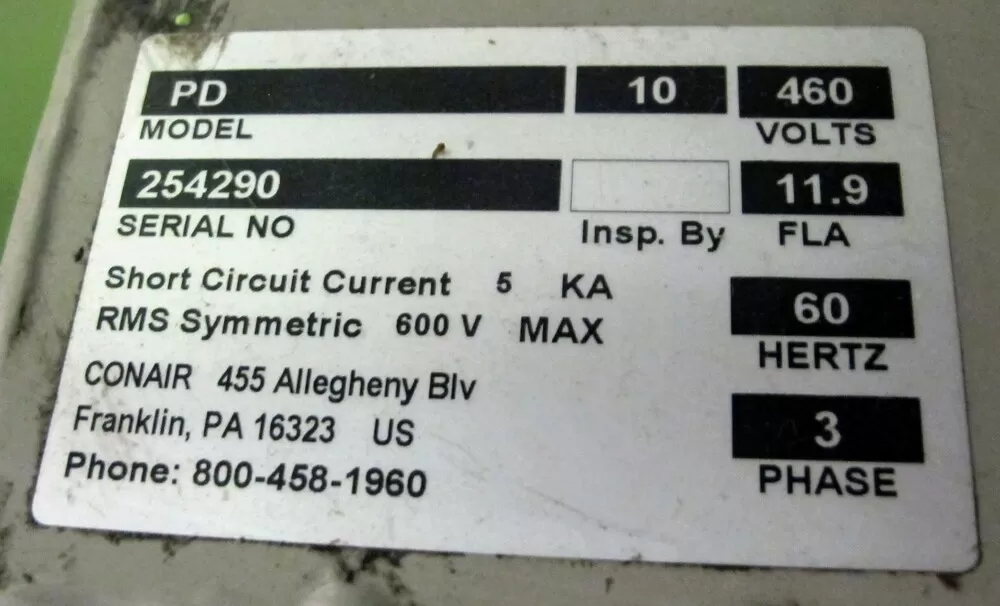 PD 10 460
MODEL VOLTS
254290 11.9
SERIAL NO Insp. By FLA
Short Circuit Current 5 KA
RMS Symmetric 600 V MAX
60
HERTZ
CONAIR 455 Allegheny Blv
Franklin, PA 16323 US
Phone: 800-458-1960
3
PHASE